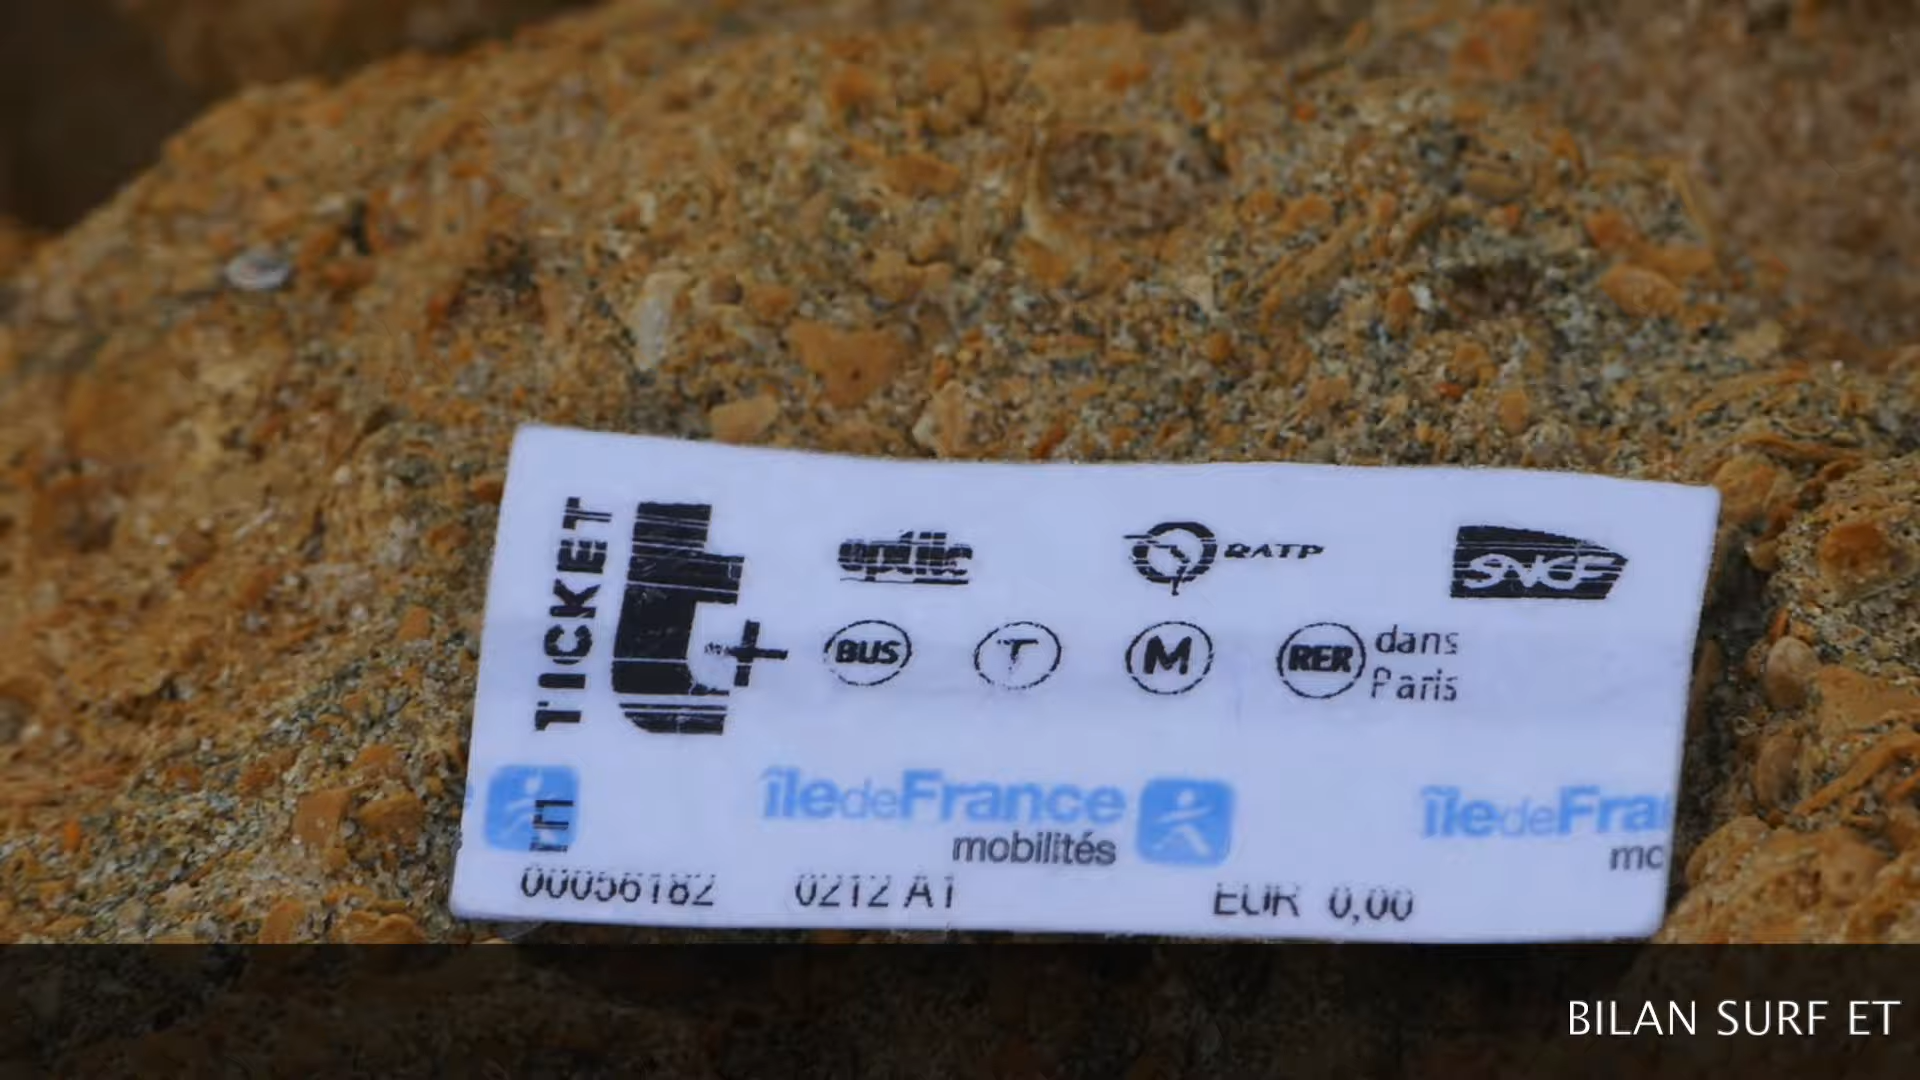 TICKET
t+
optile
RATP
SNCF
BUS
T
M
RER
dans
Paris
îledeFrance
mobilités
îledeFra
mo
00056182 0212 A1 EUR 0,00
BILAN SURF ET